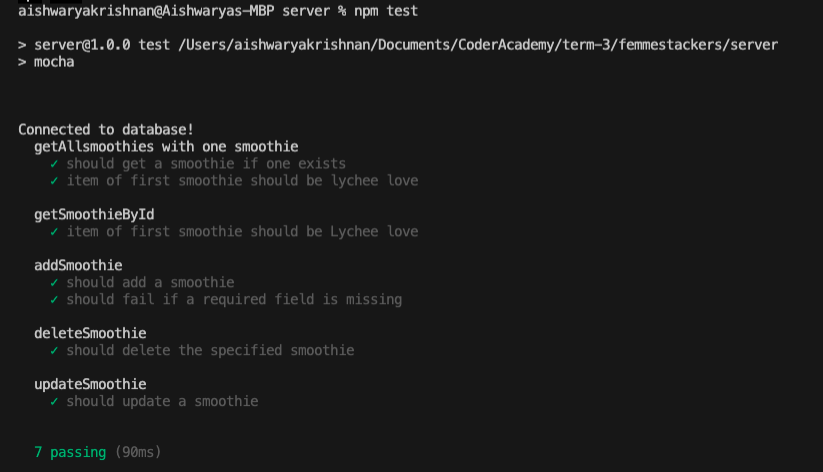 aishwaryakrishnan@Aishwaryas-MBP server % npm test
> server@1.0.0 test /Users/aishwaryakrishnan/Documents/CoderAcademy/term-3/femmestackers/server
> mocha
Connected to database!
getAllsmoothies with one smoothie
✓ should get a smoothie if one exists
✓ item of first smoothie should be lychee love
getSmoothieById
✓ item of first smoothie should be Lychee love
addSmoothie
✓ should add a smoothie
✓ should fail if a required field is missing
deleteSmoothie
✓ should delete the specified smoothie
updateSmoothie
✓ should update a smoothie
7 passing (90ms)